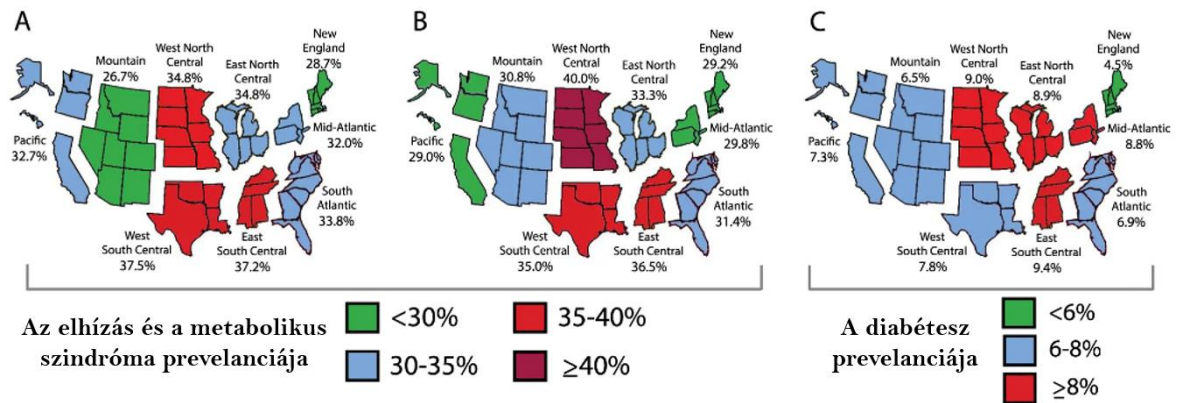 A
Mountain
26.7%
West North
Central
34.8%
East North
Central
34.8%
New
England
28.7%
Pacific
32.7%
Mid-Atlantic
32.0%
South
Atlantic
33.8%
West
South Central
37.5%
East
South Central
37.2%
B
Mountain
30.8%
West North
Central
40.0%
East North
Central
33.3%
New
England
29.2%
Pacific
29.0%
Mid-Atlantic
29.8%
South
Atlantic
31.4%
West
South Central
35.0%
East
South Central
36.5%
C
Mountain
6.5%
West North
Central
9.0%
East North
Central
8.9%
New
England
4.5%
Pacific
7.3%
Mid-Atlantic
8.8%
South
Atlantic
6.9%
West
South Central
7.8%
East
South Central
9.4%
Az elhízás és a metabolikus
szindróma prevelanciája
<30%
30-35%
35-40%
≥40%
A diabétesz
prevelanciája
<6%
6-8%
≥8%